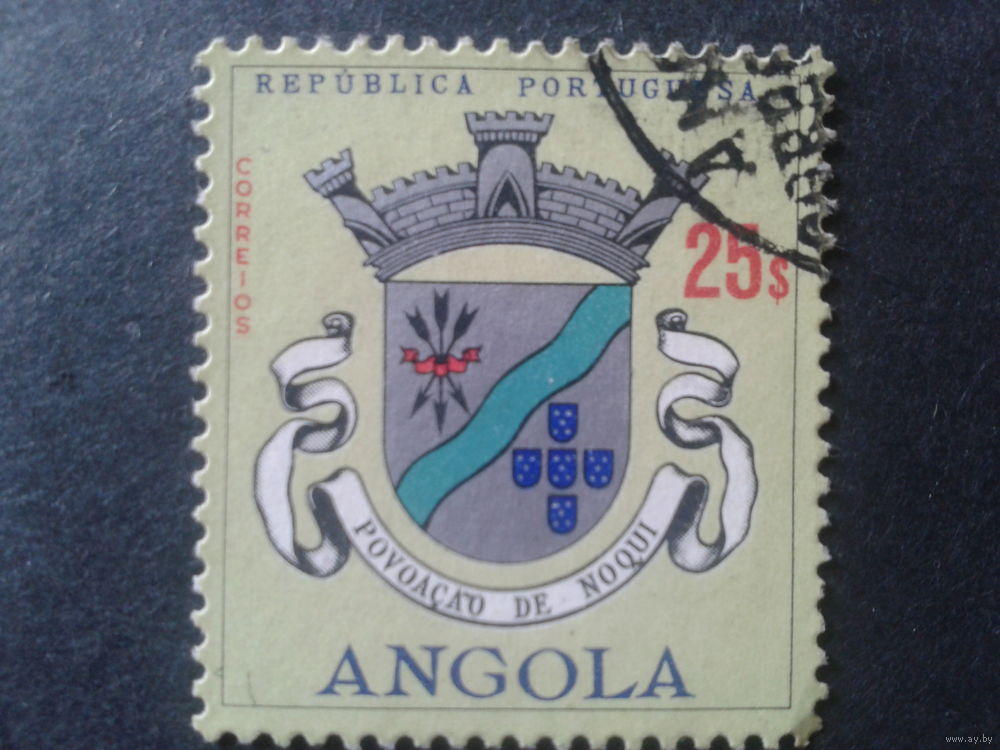 REPÚBLICA PORTUGUESA
CORREIOS
25$
POVOAÇÃO DE NOQUI
ANGOLA
www.ay.by